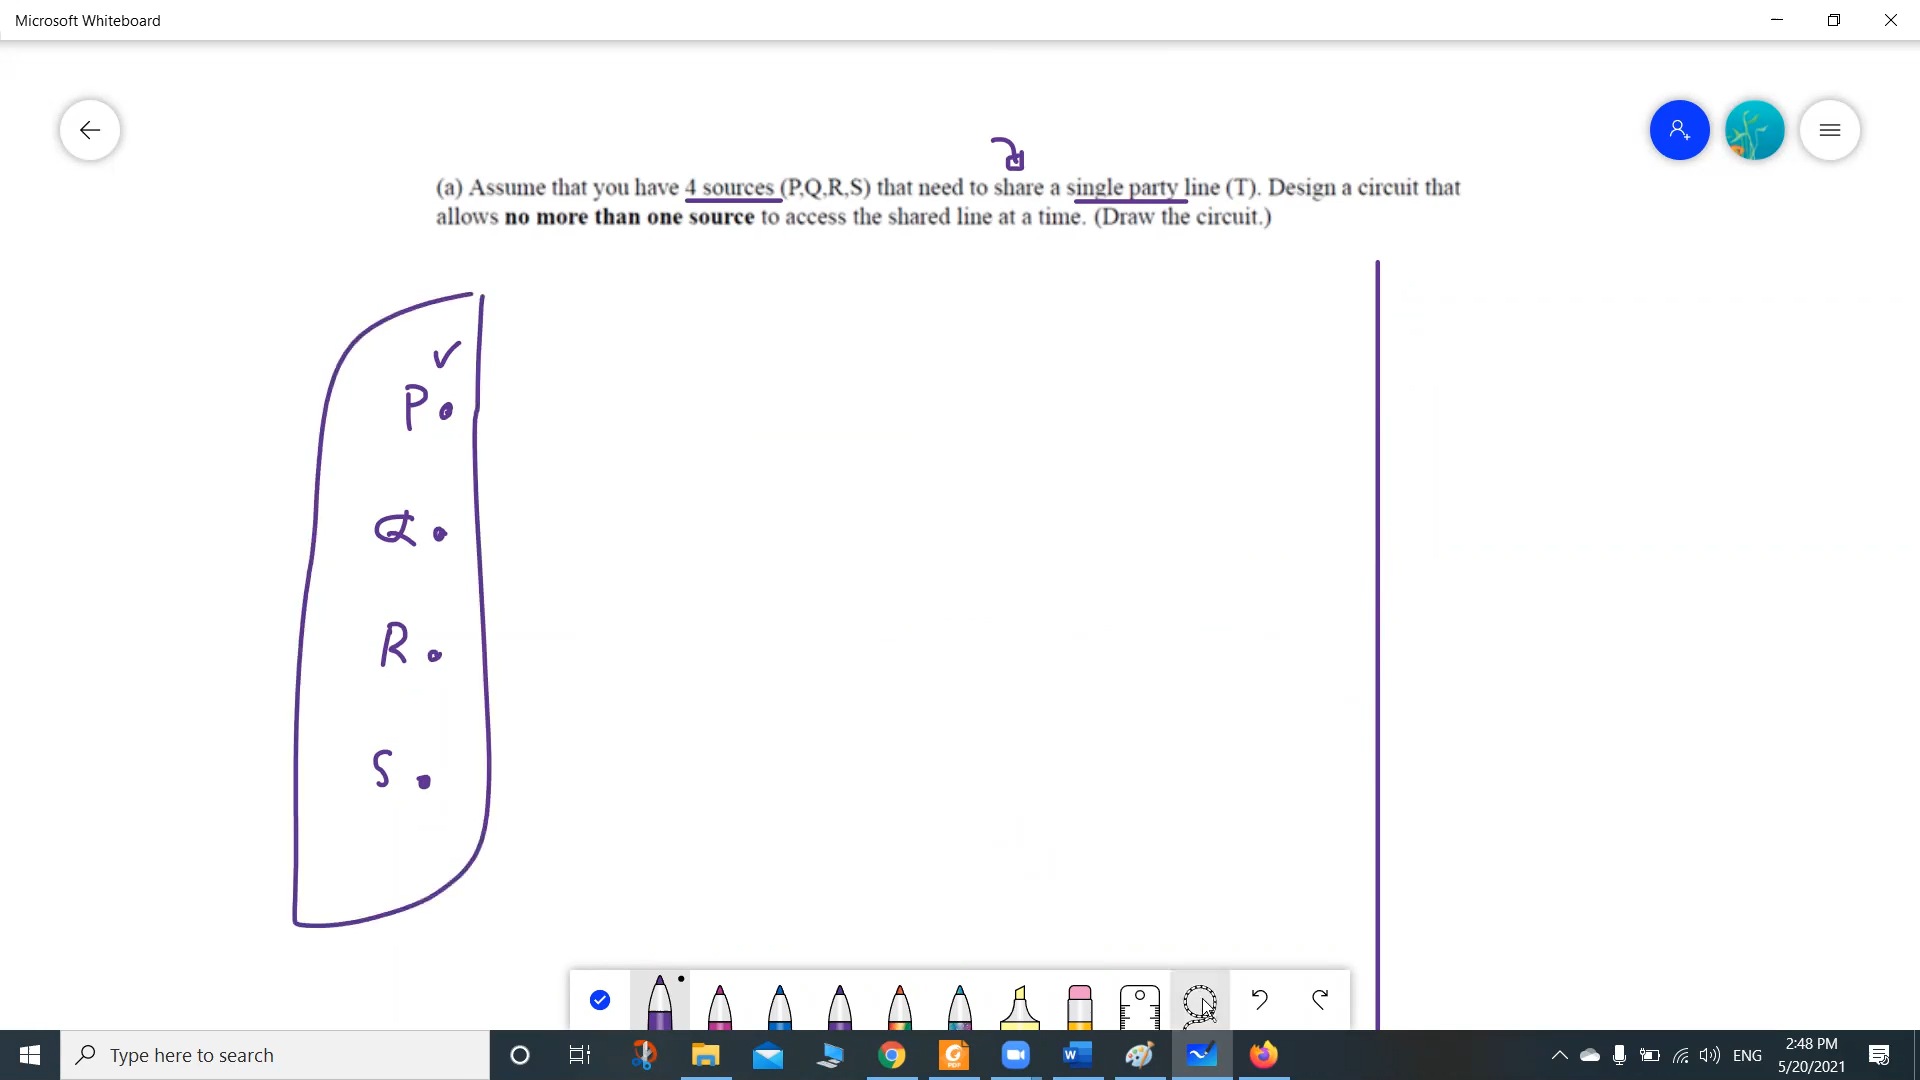 Microsoft Whiteboard
(a) Assume that you have 4 sources (P,Q,R,S) that need to share a single party line (T). Design a circuit that
allows no more than one source to access the shared line at a time. (Draw the circuit.)
P
Q
R
S
Type here to search
ENG
2:48 PM
5/20/2021